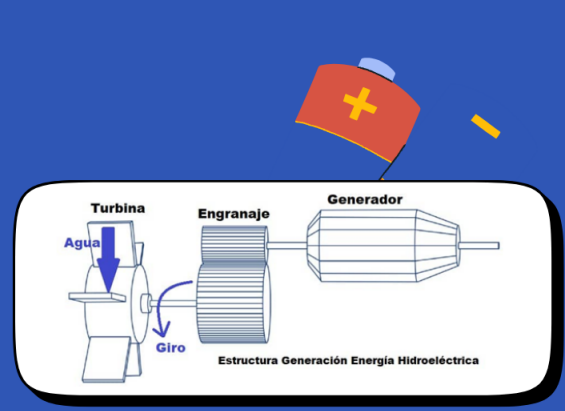 Turbina
Engranaje
Generador
Agua
Giro
Estructura Generación Energía Hidroeléctrica